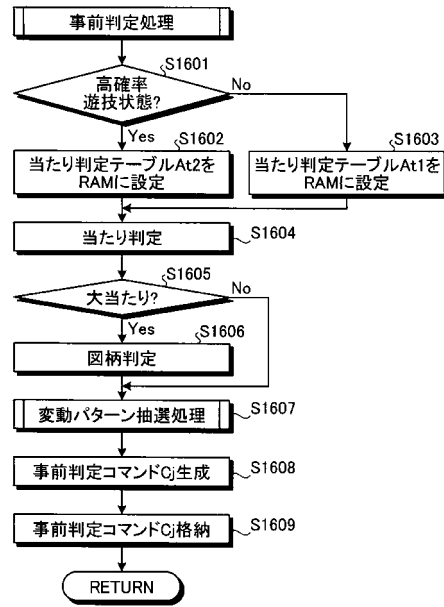 事前判定処理
S1601
高確率
遊技状態?
No
Yes
S1602
S1603
当たり判定テーブルAt2を
RAMに設定
当たり判定テーブルAt1を
RAMに設定
当たり判定
S1604
S1605
大当たり?
No
Yes
S1606
図柄判定
変動パターン抽選処理
S1607
事前判定コマンドCj生成
S1608
事前判定コマンドCj格納
S1609
RETURN